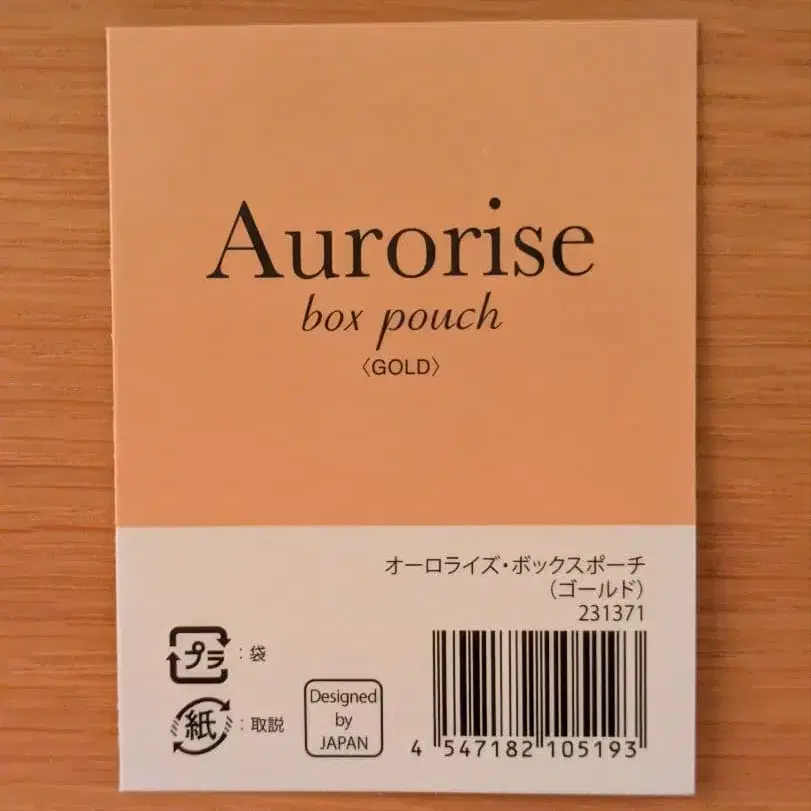 Aurorise
box pouch
〈GOLD〉
オーロライズ・ボックスポーチ
（ゴールド）
231371
プラ：袋
紙：取説
Designed
by
JAPAN
4 547182 105193